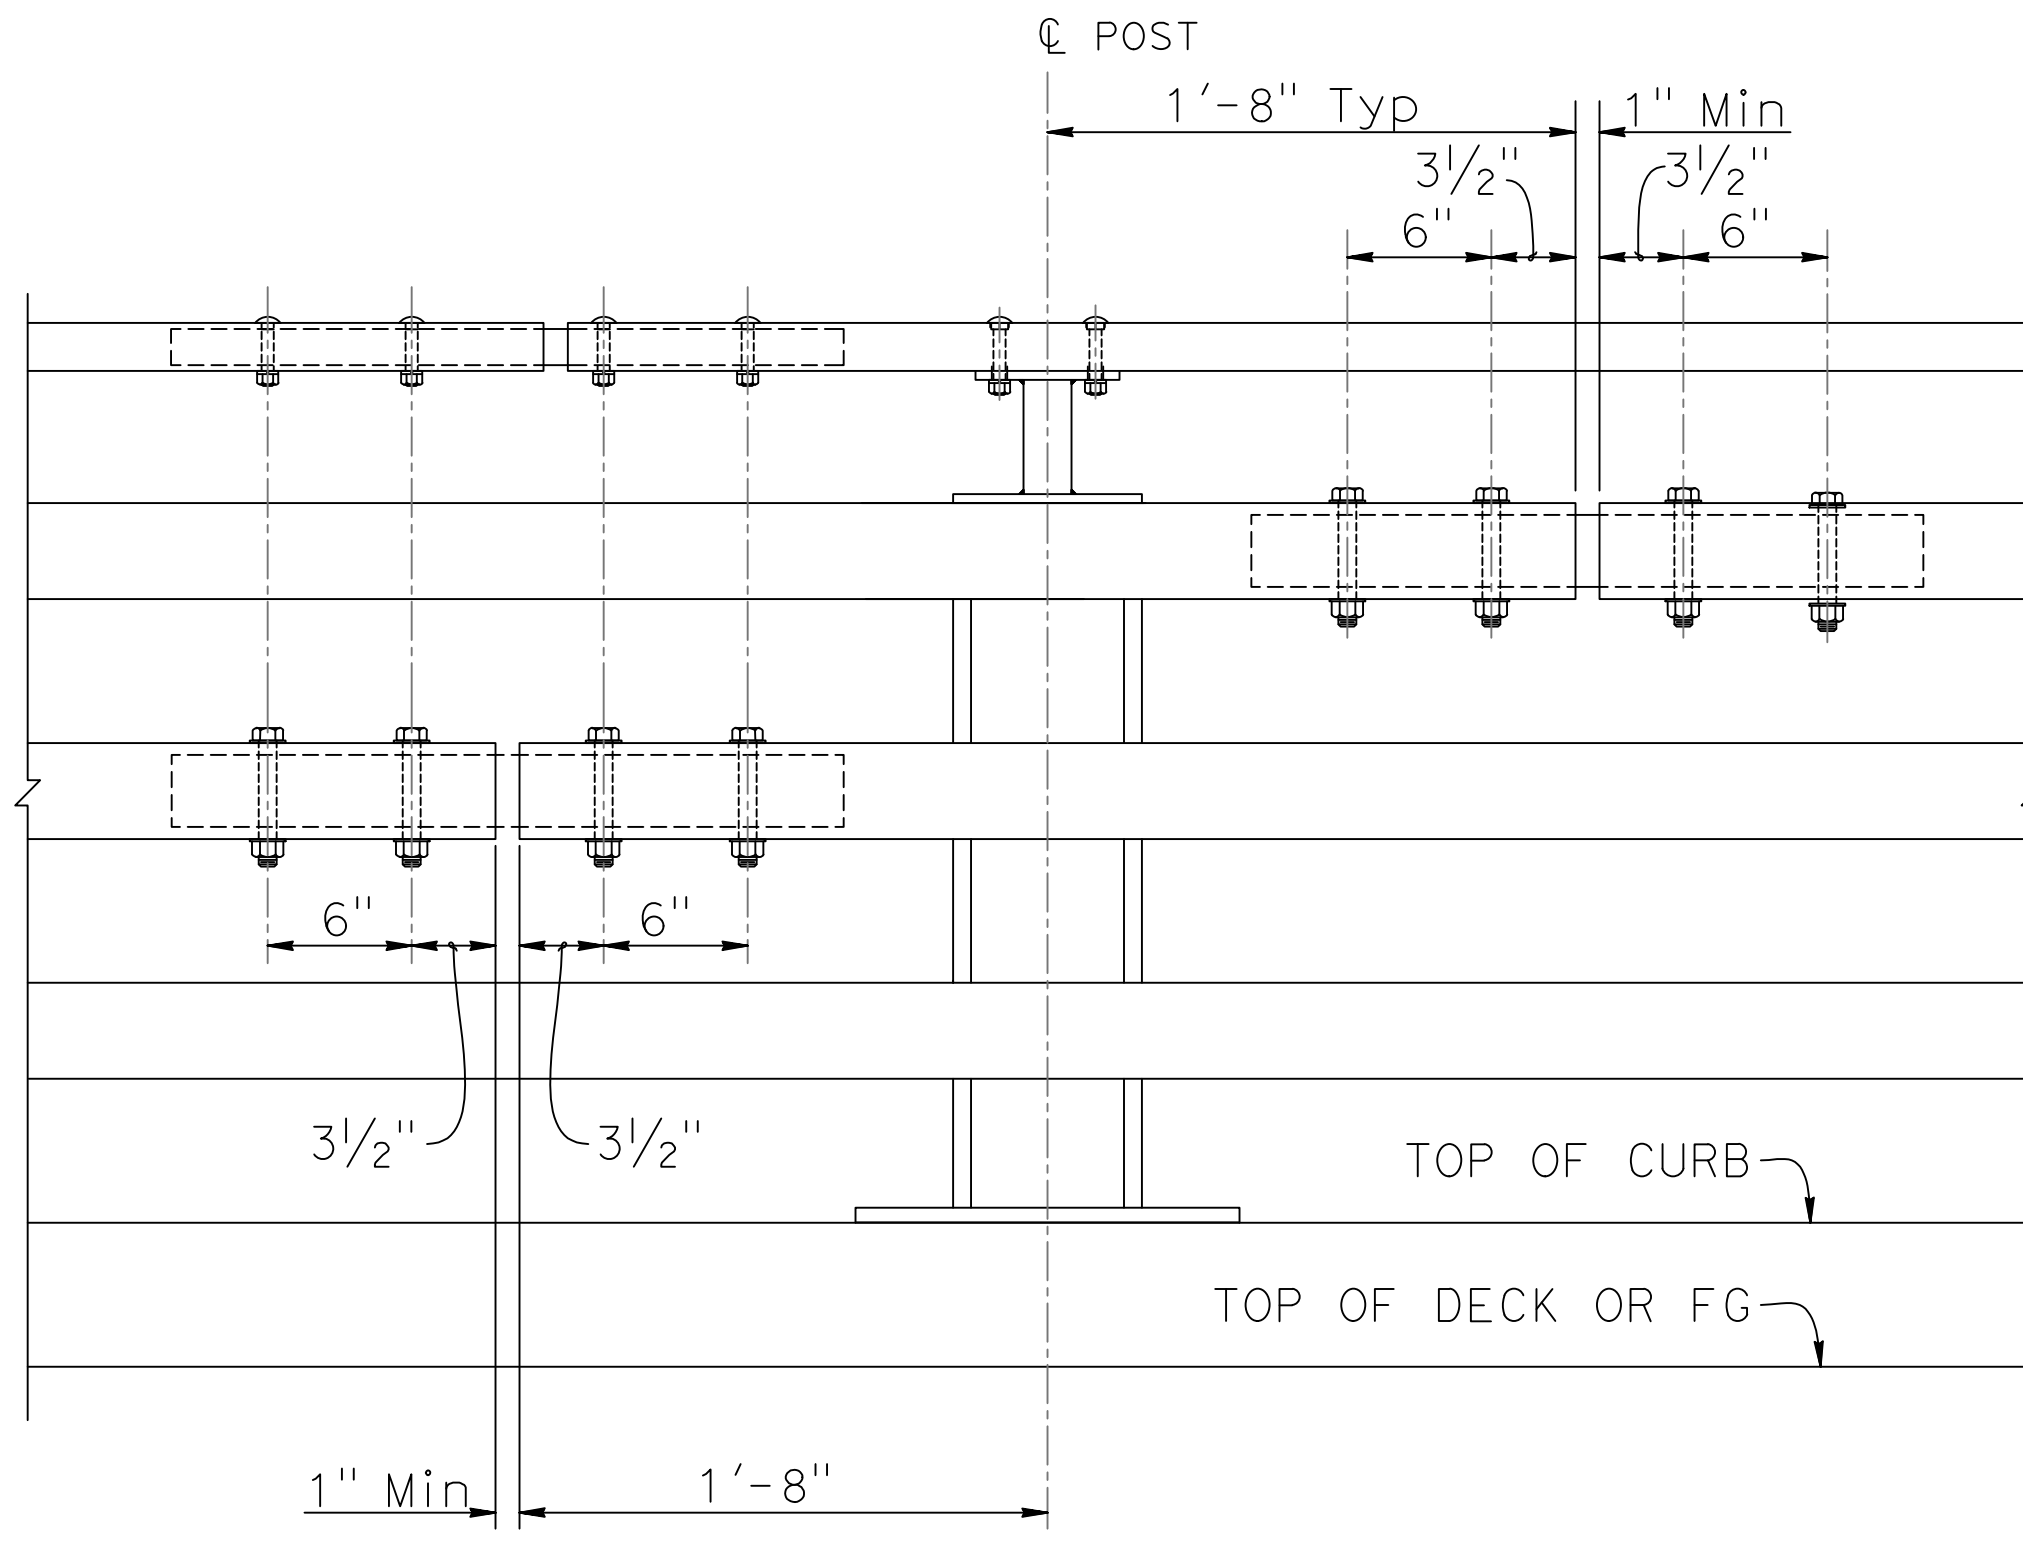 ℄ POST
1'-8" Typ
1" Min
3½"
3½"
6"
6"
6"
6"
3½"
3½"
TOP OF CURB
TOP OF DECK OR FG
1" Min
1'-8"